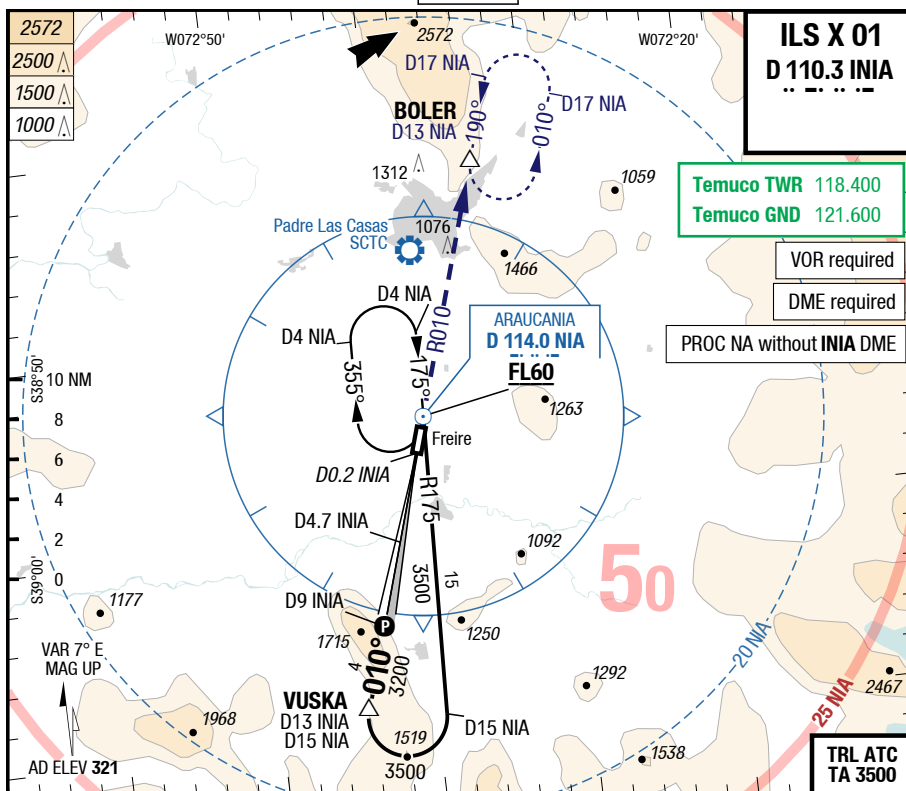 2572
2500
1500
1000
W072°50'
2572
W072°20'
ILS X 01
D 110.3 INIA
D17 NIA
D17 NIA
BOLER
D13 NIA
190°
010°
1312
1059
Temuco TWR 118.400
Temuco GND 121.600
Padre Las Casas
SCTC
1076
1466
VOR required
DME required
PROC NA without INIA DME
D4 NIA
D4 NIA
R010
ARAUCANIA
D 114.0 NIA
FL60
355°
175°
S38°50'
10 NM
8
6
4
2
0
S39°00'
1263
Freire
D0.2 INIA
R175
D4.7 INIA
3500
15
1092
50
D9 INIA
P
1177
1715
1250
VAR 7° E
MAG UP
4
010°
3200
VUSKA
D13 INIA
D15 NIA
1292
20 NIA
2467
25 NIA
1968
1519
3500
D15 NIA
1538
AD ELEV 321
TRL ATC
TA 3500